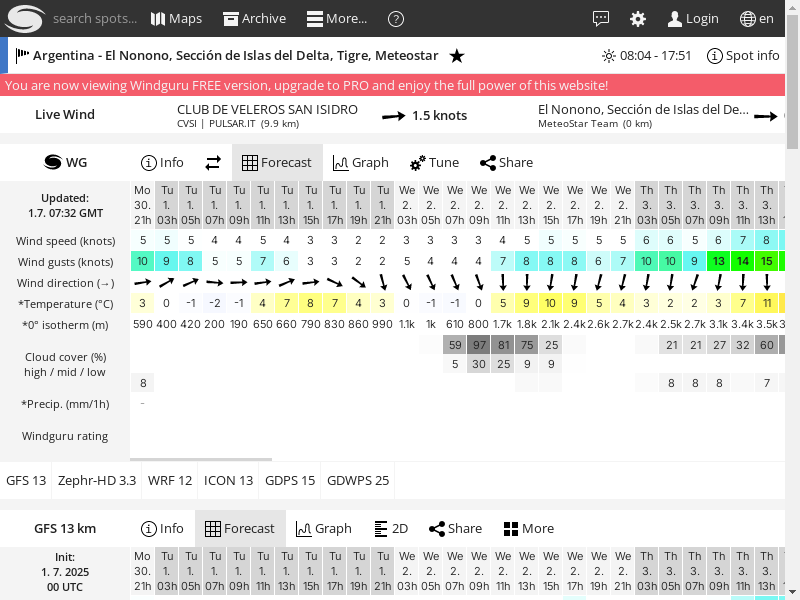 search spots... Maps Archive More... ? Login en
Argentina - El Nonono, Sección de Islas del Delta, Tigre, Meteostar ★ 08:04 - 17:51 Spot info
You are now viewing Windguru FREE version, upgrade to PRO and enjoy the full power of this website!
Live Wind
CLUB DE VELEROS SAN ISIDRO
CVSI | PULSAR.IT (9.9 km)
1.5 knots
El Nonono, Sección de Islas del De...
MeteoStar Team (0 km)
WG Info Forecast Graph Tune Share
Updated:
1.7. 07:32 GMT
Mo Tu Tu Tu Tu Tu Tu Tu Tu Tu Tu We We We We We We We We We We Th Th Th Th Th Th
30. 1. 1. 1. 1. 1. 1. 1. 1. 1. 1. 2. 2. 2. 2. 2. 2. 2. 2. 2. 2. 3. 3. 3. 3. 3. 3.
21h 03h 05h 07h 09h 11h 13h 15h 17h 19h 21h 03h 05h 07h 09h 11h 13h 15h 17h 19h 21h 03h 05h 07h 09h 11h 13h
Wind speed (knots) 5 5 5 4 4 5 4 3 3 2 2 3 3 3 3 4 5 5 5 5 5 6 6 5 6 7 8
Wind gusts (knots) 10 9 8 5 5 7 6 3 3 2 2 5 4 4 4 7 8 8 8 6 7 10 10 9 13 14 15
Wind direction (→)
*Temperature (°C) 3 0 -1 -2 -1 4 7 8 7 4 3 0 -1 -1 0 5 9 10 9 5 4 3 2 2 3 7 11
*0° isotherm (m) 590 400 420 200 190 650 660 790 830 860 990 1.1k 1k 610 800 1.7k 1.8k 2.1k 2.4k 2.6k 2.7k 2.4k 2.5k 2.7k 3.1k 3.4k 3.5k
Cloud cover (%)
high / mid / low
59 97 81 75 25 21 21 27 32 60
5 30 25 9 9
8 8 8 8 7
*Precip. (mm/1h) -
Windguru rating
GFS 13 Zephr-HD 3.3 WRF 12 ICON 13 GDPS 15 GDWPS 25
GFS 13 km Info Forecast Graph 2D Share More
Init:
1. 7. 2025
00 UTC
Mo Tu Tu Tu Tu Tu Tu Tu Tu Tu Tu We We We We We We We We We We Th Th Th Th Th Th
30. 1. 1. 1. 1. 1. 1. 1. 1. 1. 1. 2. 2. 2. 2. 2. 2. 2. 2. 2. 2. 3. 3. 3. 3. 3. 3.
21h 03h 05h 07h 09h 11h 13h 15h 17h 19h 21h 03h 05h 07h 09h 11h 13h 15h 17h 19h 21h 03h 05h 07h 09h 11h 13h